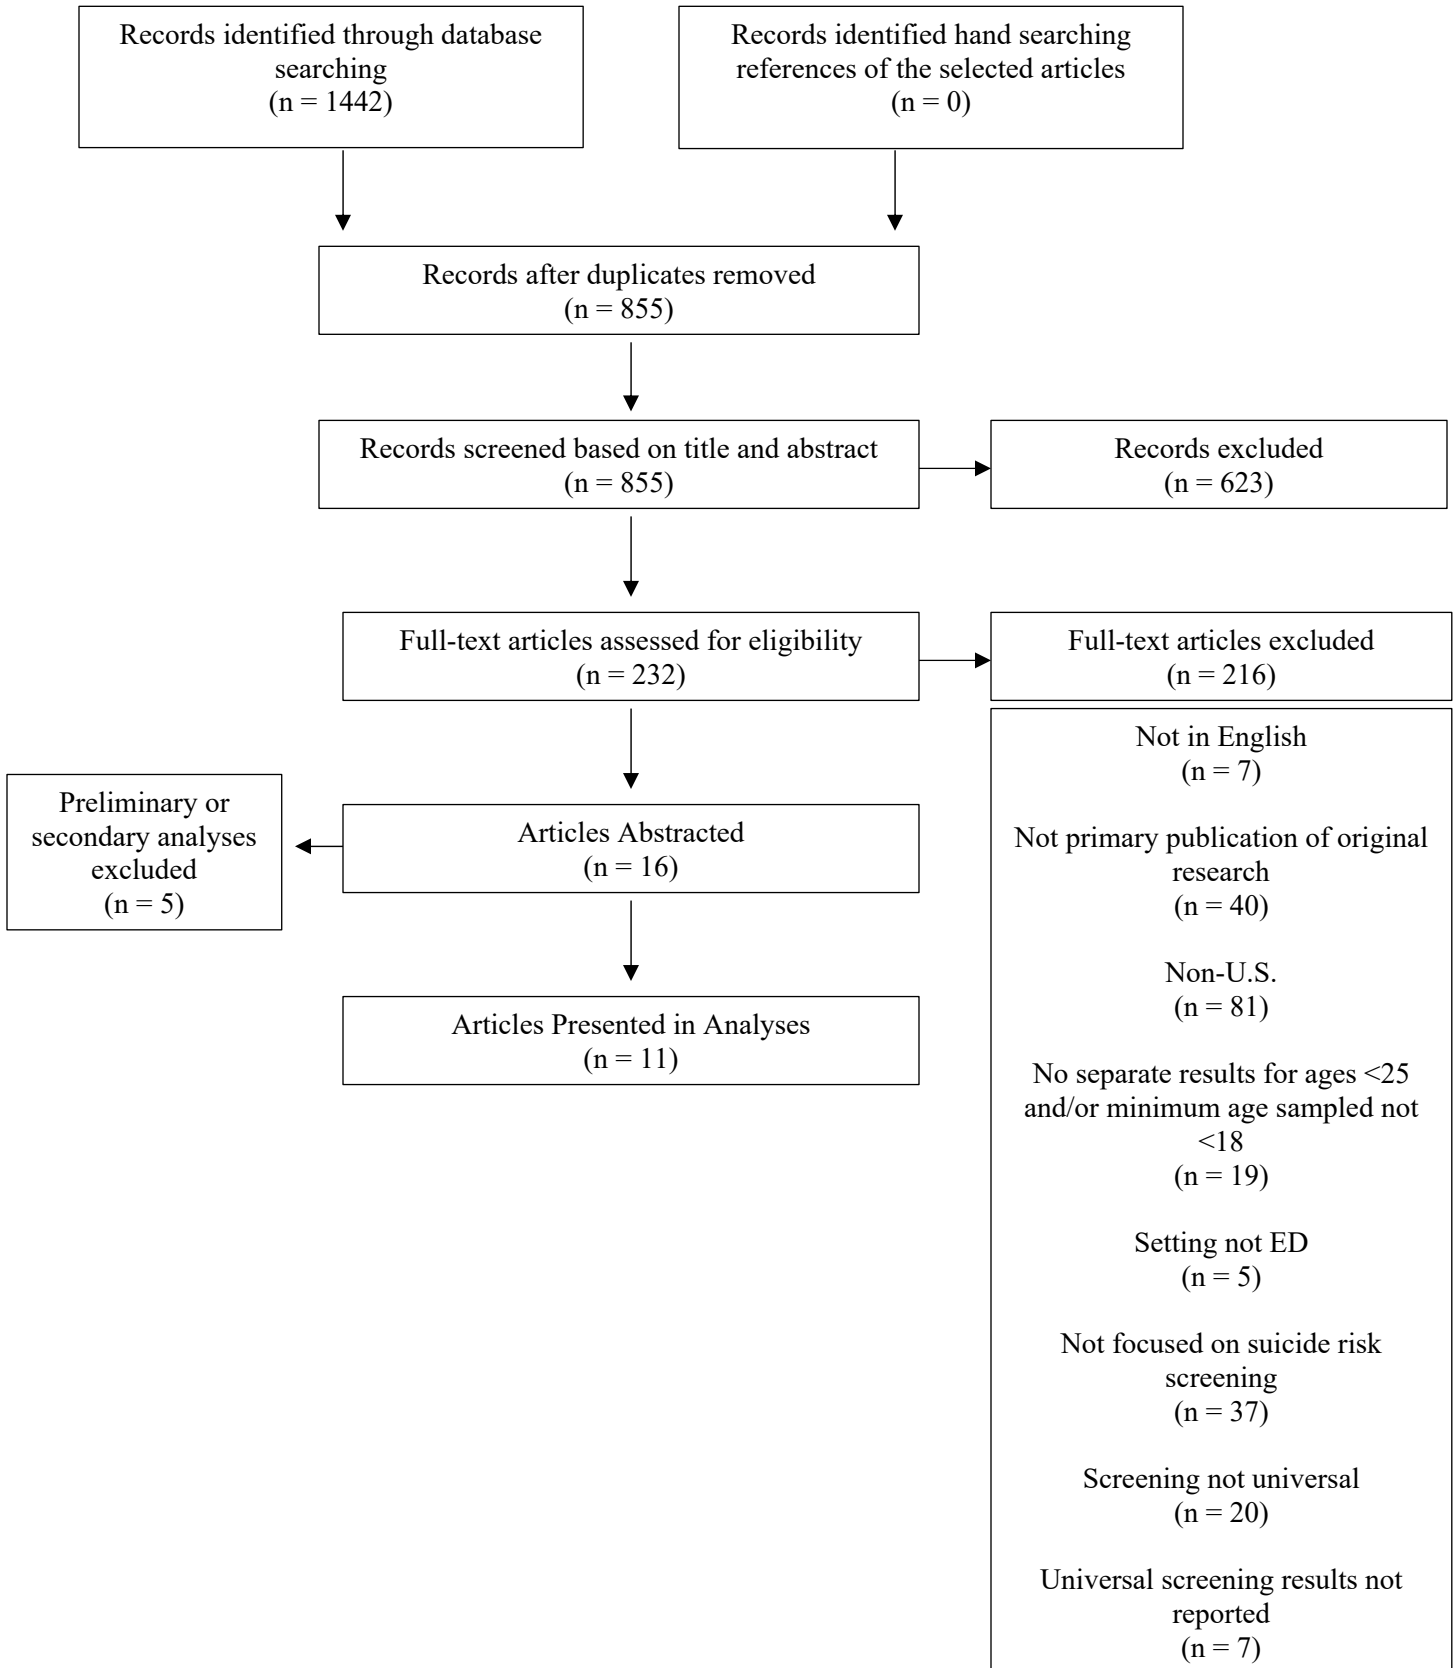 Records identified through database
searching
(n = 1442)
Records identified hand searching
references of the selected articles
(n = 0)
Records after duplicates removed
(n = 855)
Records screened based on title and abstract
(n = 855)
Records excluded
(n = 623)
Full-text articles assessed for eligibility
(n = 232)
Full-text articles excluded
(n = 216)
Not in English
(n = 7)
Not primary publication of original
research
(n = 40)
Non-U.S.
(n = 81)
No separate results for ages <25
and/or minimum age sampled not
<18
(n = 19)
Setting not ED
(n = 5)
Not focused on suicide risk
screening
(n = 37)
Screening not universal
(n = 20)
Universal screening results not
reported
(n = 7)
Preliminary or
secondary analyses
excluded
(n = 5)
Articles Abstracted
(n = 16)
Articles Presented in Analyses
(n = 11)